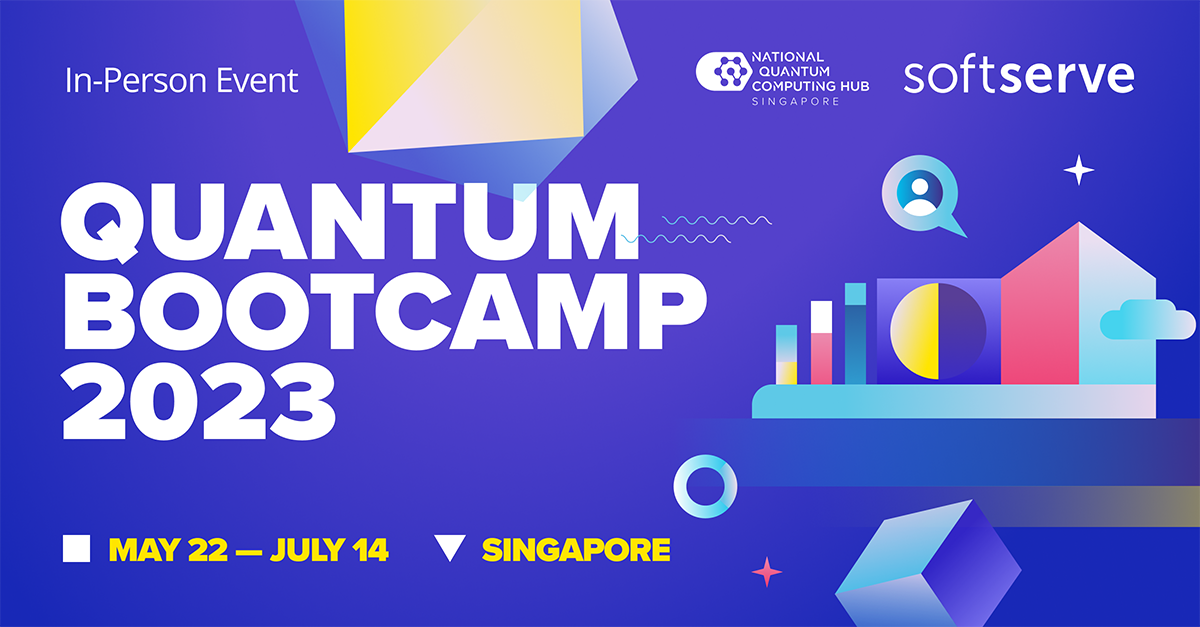 In-Person Event
NATIONAL
QUANTUM
COMPUTING HUB
SINGAPORE
softserve
QUANTUM
BOOTCAMP
2023
MAY 22 — JULY 14
SINGAPORE